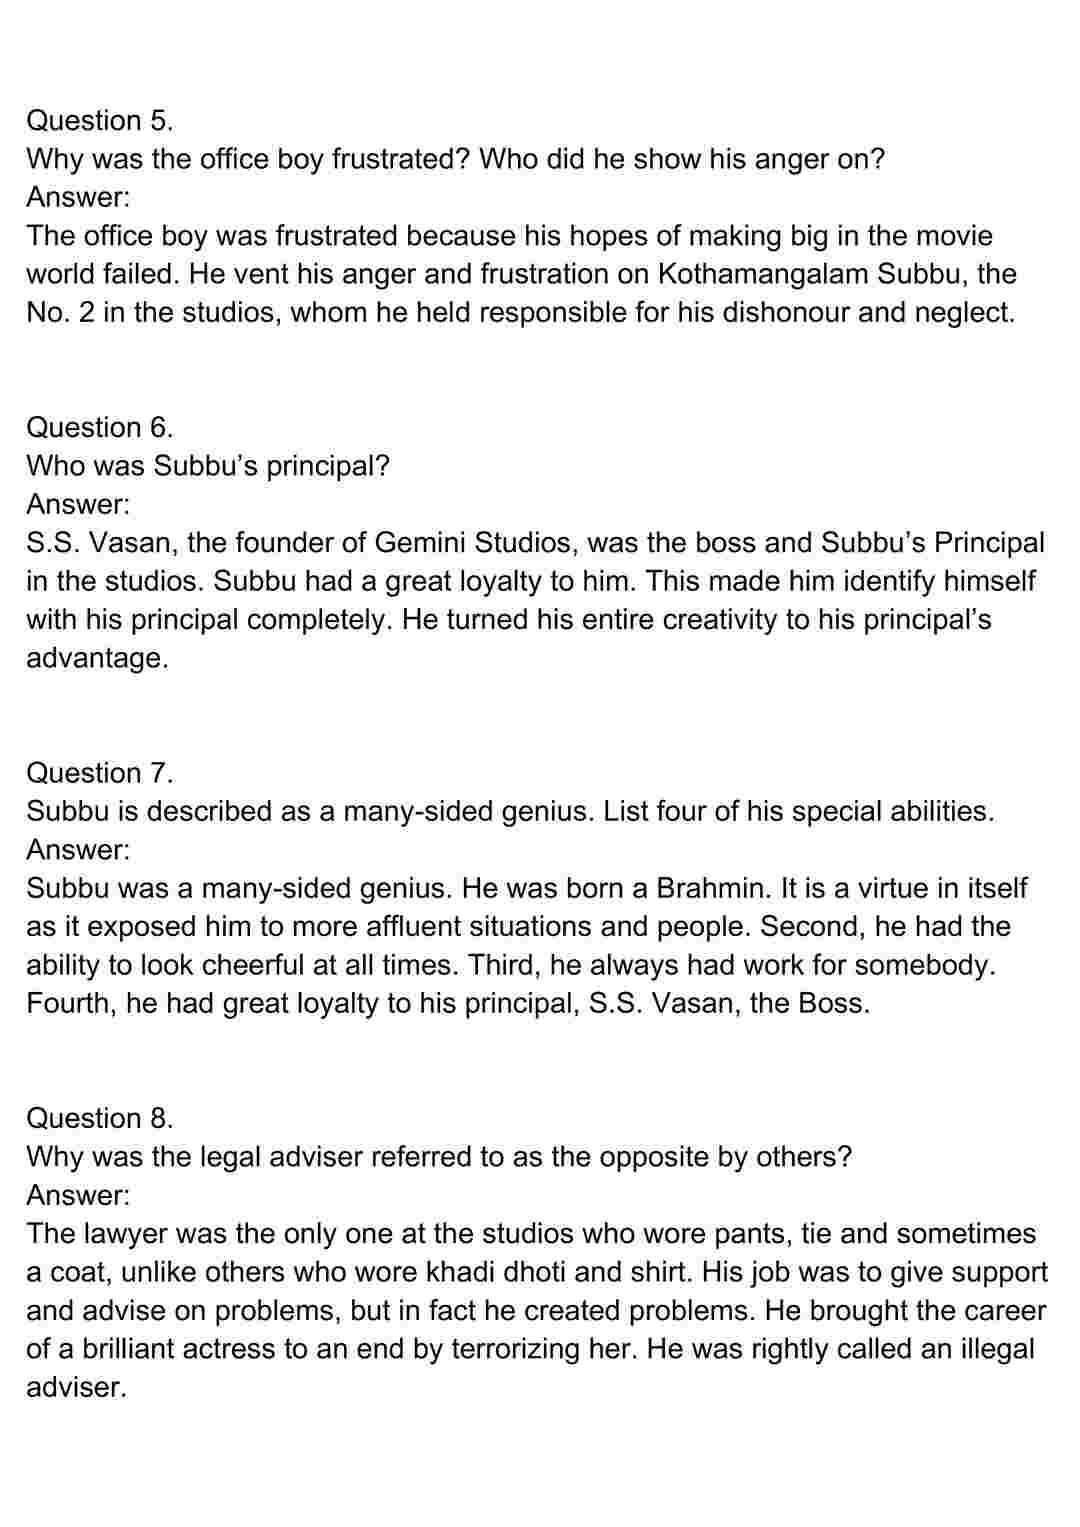 Question 5.
Why was the office boy frustrated? Who did he show his anger on?
Answer:
The office boy was frustrated because his hopes of making big in the movie
world failed. He vent his anger and frustration on Kothamangalam Subbu, the
No. 2 in the studios, whom he held responsible for his dishonour and neglect.
Question 6.
Who was Subbu’s principal?
Answer:
S.S. Vasan, the founder of Gemini Studios, was the boss and Subbu’s Principal
in the studios. Subbu had a great loyalty to him. This made him identify himself
with his principal completely. He turned his entire creativity to his principal’s
advantage.
Question 7.
Subbu is described as a many-sided genius. List four of his special abilities.
Answer:
Subbu was a many-sided genius. He was born a Brahmin. It is a virtue in itself
as it exposed him to more affluent situations and people. Second, he had the
ability to look cheerful at all times. Third, he always had work for somebody.
Fourth, he had great loyalty to his principal, S.S. Vasan, the Boss.
Question 8.
Why was the legal adviser referred to as the opposite by others?
Answer:
The lawyer was the only one at the studios who wore pants, tie and sometimes
a coat, unlike others who wore khadi dhoti and shirt. His job was to give support
and advise on problems, but in fact he created problems. He brought the career
of a brilliant actress to an end by terrorizing her. He was rightly called an illegal
adviser.